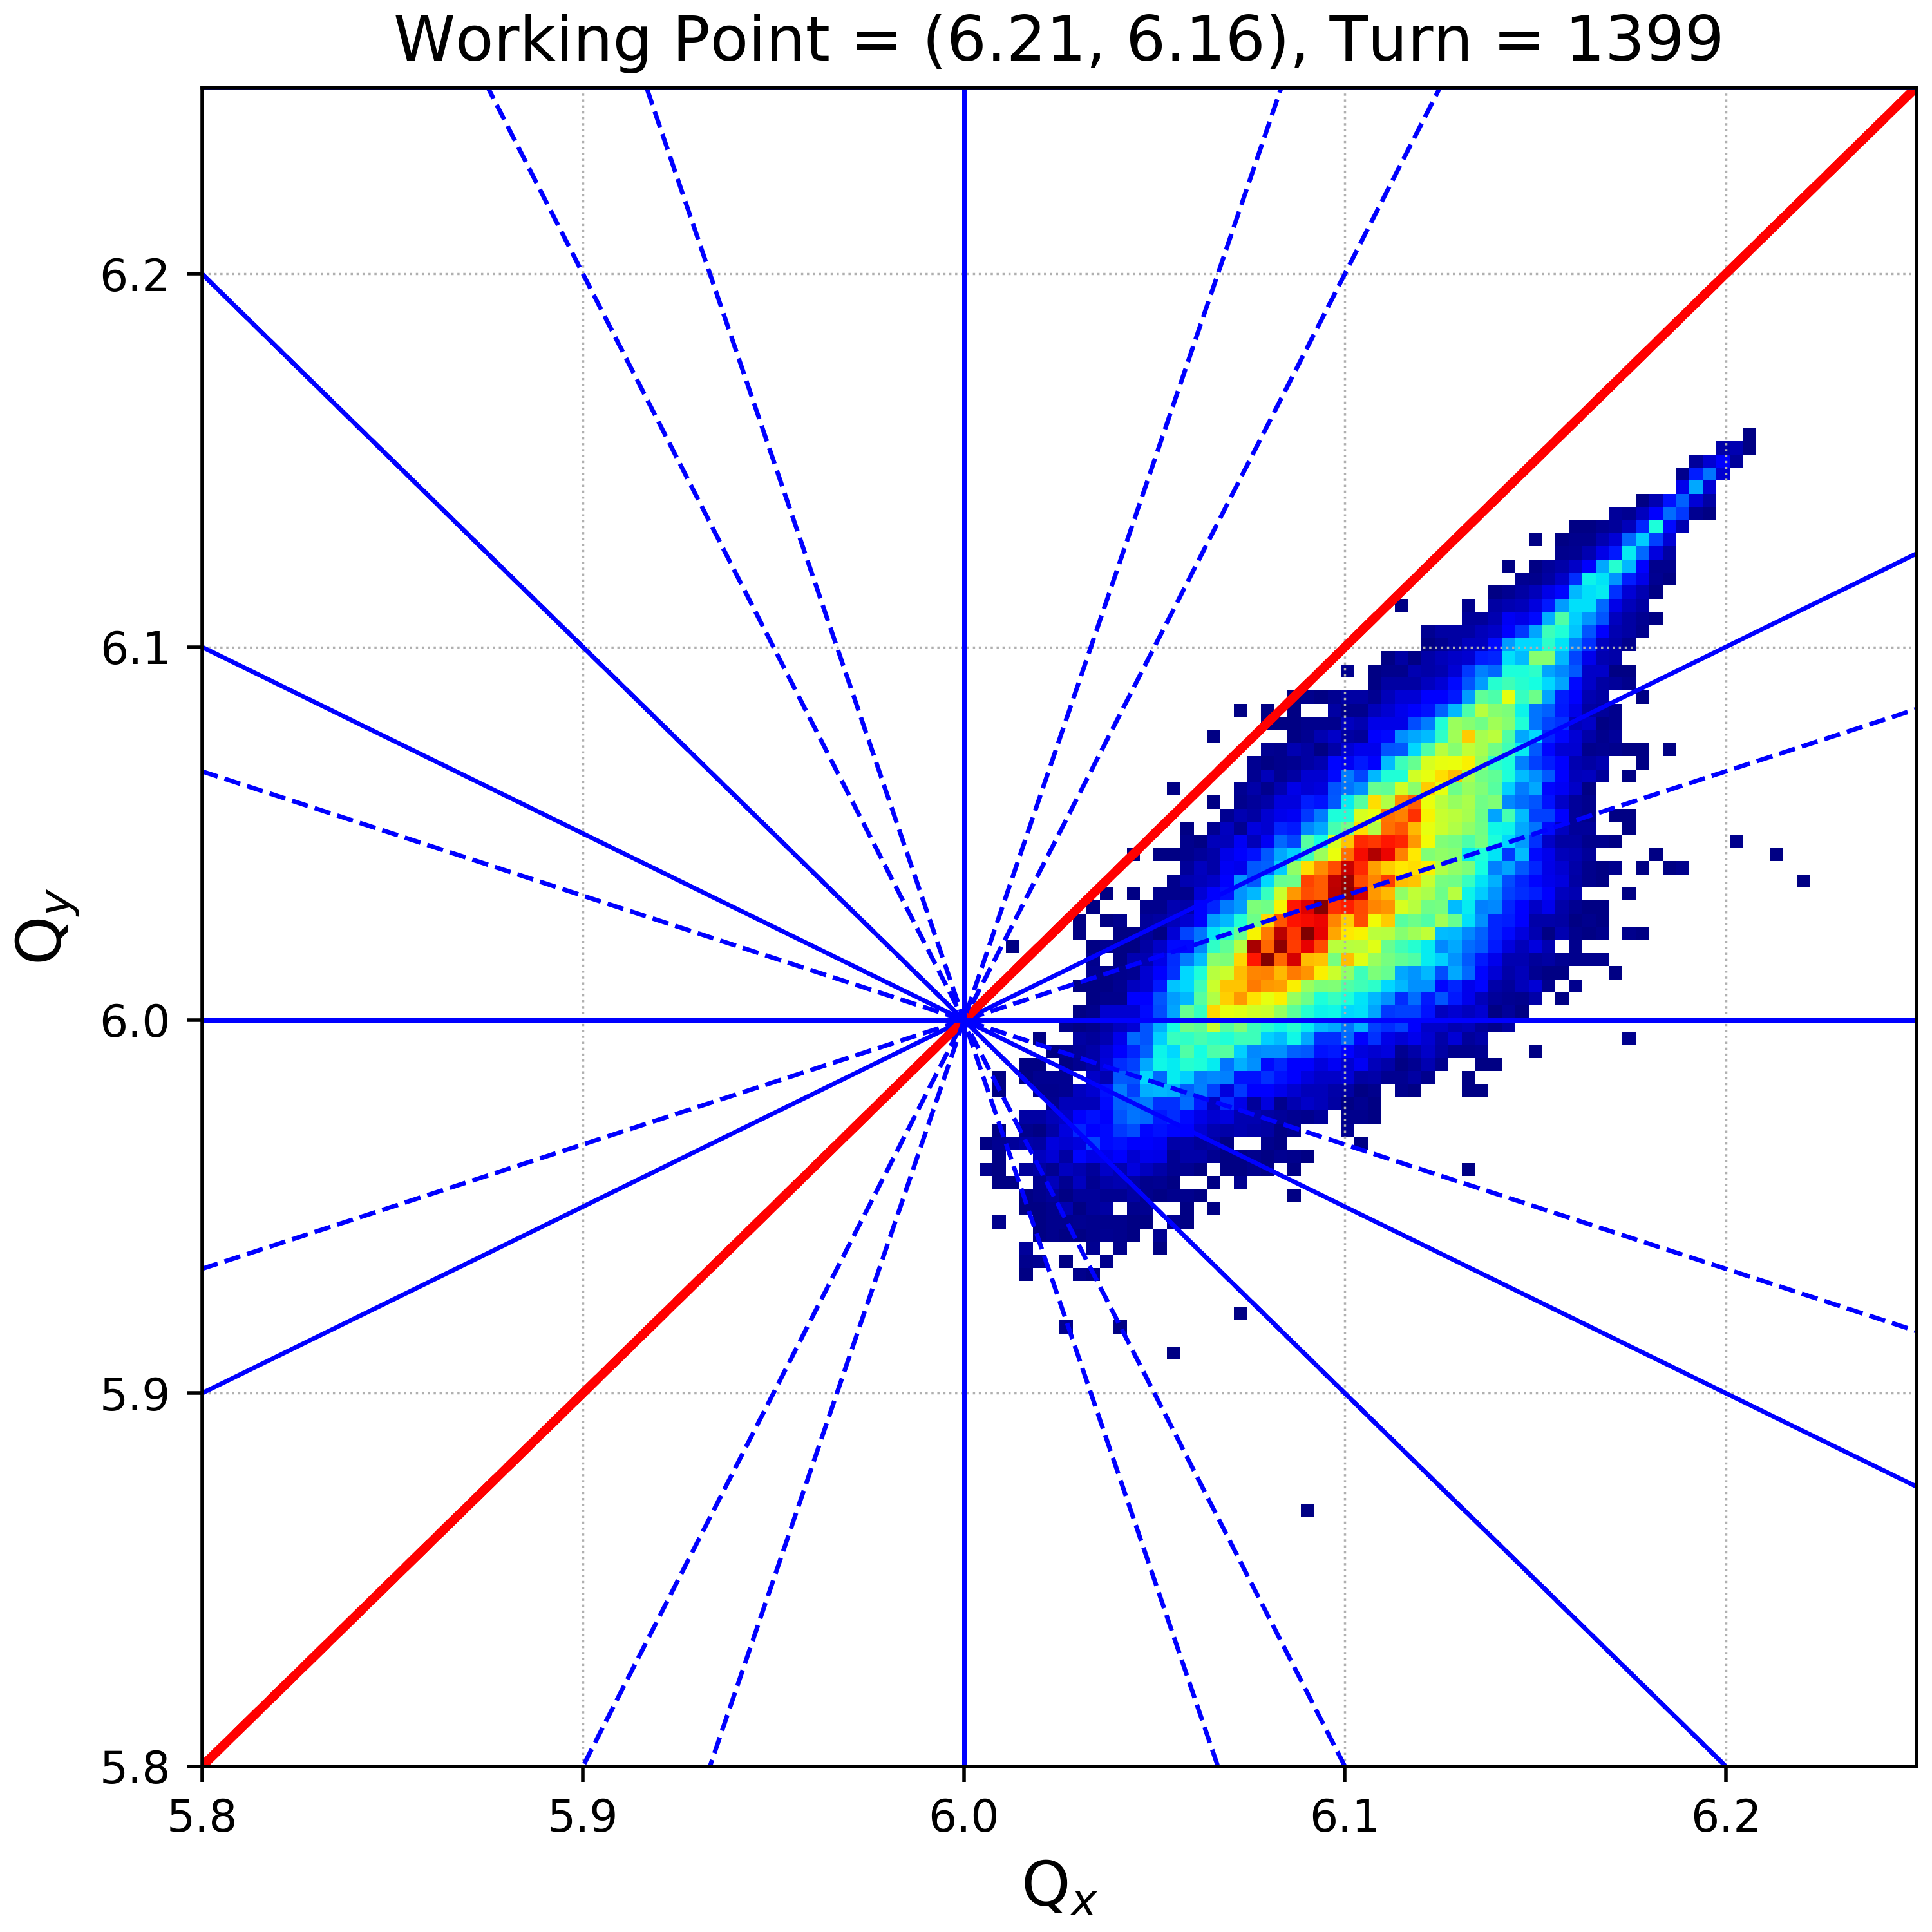 Working Point = (6.21, 6.16), Turn = 1399
6.2
6.1
6.0
5.9
5.8
Qy
5.8 5.9 6.0 6.1 6.2
Qx